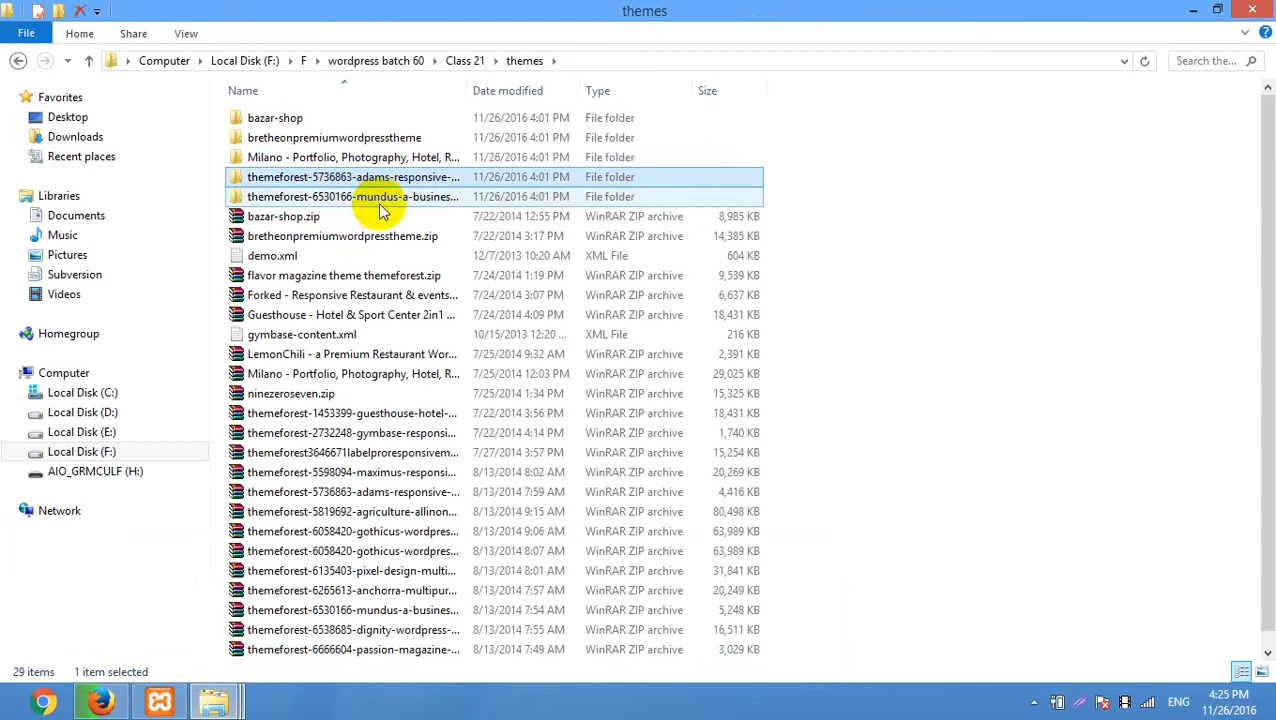 themes
File
Home
Share
View
Computer
Local Disk (F:)
F
wordpress batch 60
Class 21
themes
Search the...
Favorites
Desktop
Downloads
Recent places
Libraries
Documents
Music
Pictures
Subversion
Videos
Homegroup
Computer
Local Disk (C:)
Local Disk (D:)
Local Disk (E:)
Local Disk (F:)
AIO_GRMCULF (H:)
Network
Name Date modified Type Size
bazar-shop 11/26/2016 4:01 PM File folder
bretheonpremiumwordpresstheme 11/26/2016 4:01 PM File folder
Milano - Portfolio, Photography, Hotel, R... 11/26/2016 4:01 PM File folder
themeforest-5736863-adams-responsive-... 11/26/2016 4:01 PM File folder
themeforest-6530166-mundus-a-busines... 11/26/2016 4:01 PM File folder
bazar-shop.zip 7/22/2014 12:55 PM WinRAR ZIP archive 8,985 KB
bretheonpremiumwordpresstheme.zip 7/22/2014 3:17 PM WinRAR ZIP archive 14,385 KB
demo.xml 12/7/2013 10:20 AM XML File 604 KB
flavor magazine theme themeforest.zip 7/24/2014 1:19 PM WinRAR ZIP archive 9,539 KB
Forked - Responsive Restaurant & events... 7/24/2014 3:07 PM WinRAR ZIP archive 6,637 KB
Guesthouse - Hotel & Sport Center 2in1 ... 7/24/2014 4:09 PM WinRAR ZIP archive 18,431 KB
gymbase-content.xml 10/15/2013 12:20 ... XML File 216 KB
LemonChili - a Premium Restaurant Wor... 7/25/2014 9:32 AM WinRAR ZIP archive 2,391 KB
Milano - Portfolio, Photography, Hotel, R... 7/25/2014 12:03 PM WinRAR ZIP archive 29,025 KB
ninezeroseven.zip 7/25/2014 1:34 PM WinRAR ZIP archive 15,325 KB
themeforest-1453399-guesthouse-hotel-... 7/22/2014 3:56 PM WinRAR ZIP archive 18,431 KB
themeforest-2732248-gymbase-responsi... 7/22/2014 4:14 PM WinRAR ZIP archive 1,740 KB
themeforest3646671labelproresponsivem... 7/27/2014 3:57 PM WinRAR ZIP archive 15,254 KB
themeforest-5598094-maximus-responsi... 8/13/2014 8:02 AM WinRAR ZIP archive 20,269 KB
themeforest-5736863-adams-responsive-... 8/13/2014 7:59 AM WinRAR ZIP archive 4,416 KB
themeforest-5819692-agriculture-allinon... 8/13/2014 9:15 AM WinRAR ZIP archive 80,498 KB
themeforest-6058420-gothicus-wordpres... 8/13/2014 9:06 AM WinRAR ZIP archive 63,989 KB
themeforest-6058420-gothicus-wordpres... 8/13/2014 8:07 AM WinRAR ZIP archive 63,989 KB
themeforest-6135403-pixel-design-multi... 8/13/2014 8:01 AM WinRAR ZIP archive 31,841 KB
themeforest-6265613-anchorra-multipur... 8/13/2014 7:57 AM WinRAR ZIP archive 20,249 KB
themeforest-6530166-mundus-a-busines... 8/13/2014 7:54 AM WinRAR ZIP archive 5,248 KB
themeforest-6538685-dignity-wordpress-... 8/13/2014 7:55 AM WinRAR ZIP archive 16,511 KB
themeforest-6666604-passion-magazine-... 8/13/2014 7:49 AM WinRAR ZIP archive 3,029 KB
29 items 1 item selected
ENG
4:25 PM
11/26/2016